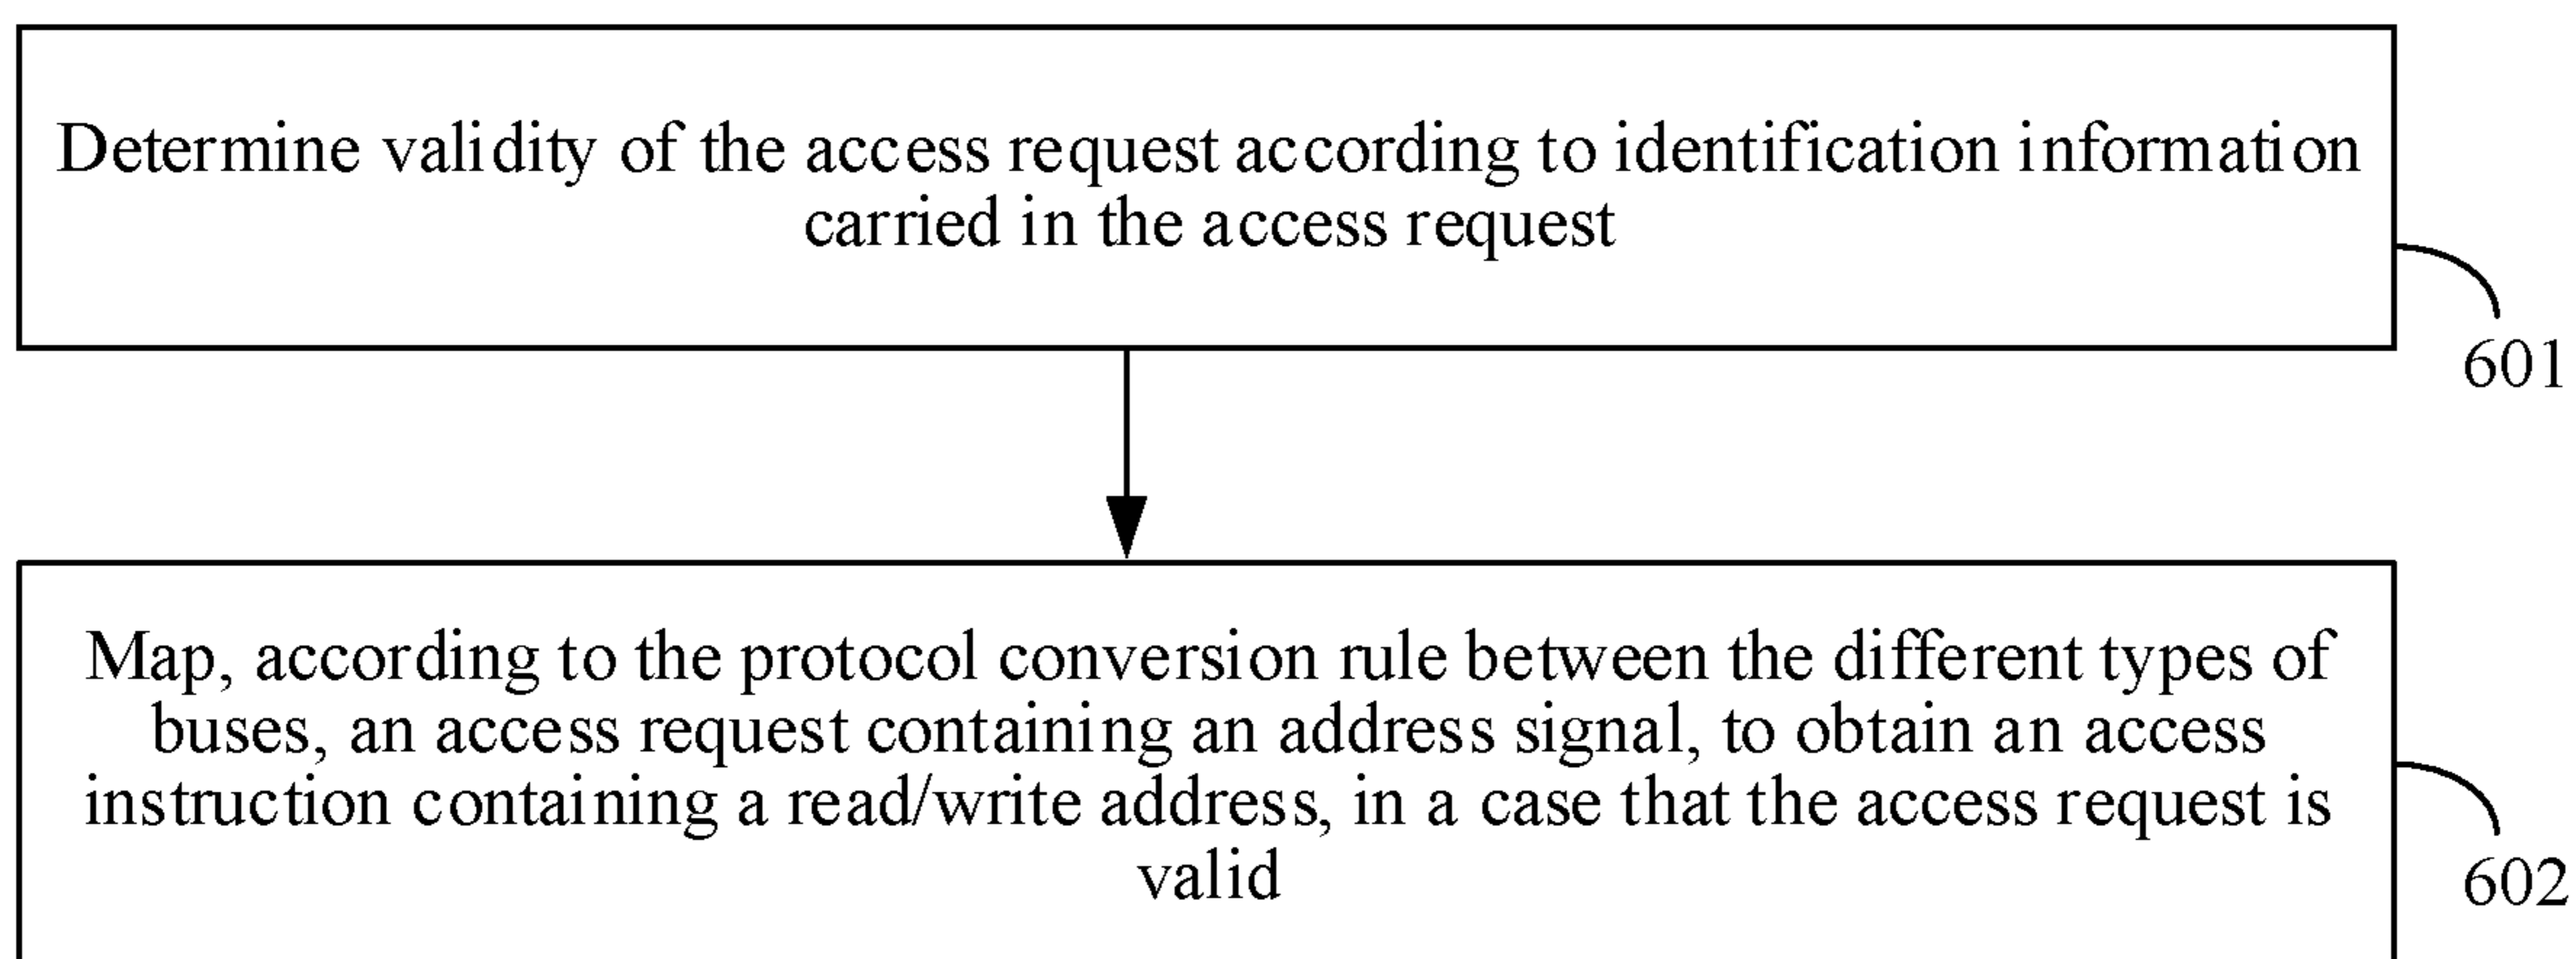 Determine validity of the access request according to identification information
carried in the access request
601
Map, according to the protocol conversion rule between the different types of
buses, an access request containing an address signal, to obtain an access
instruction containing a read/write address, in a case that the access request is
valid
602